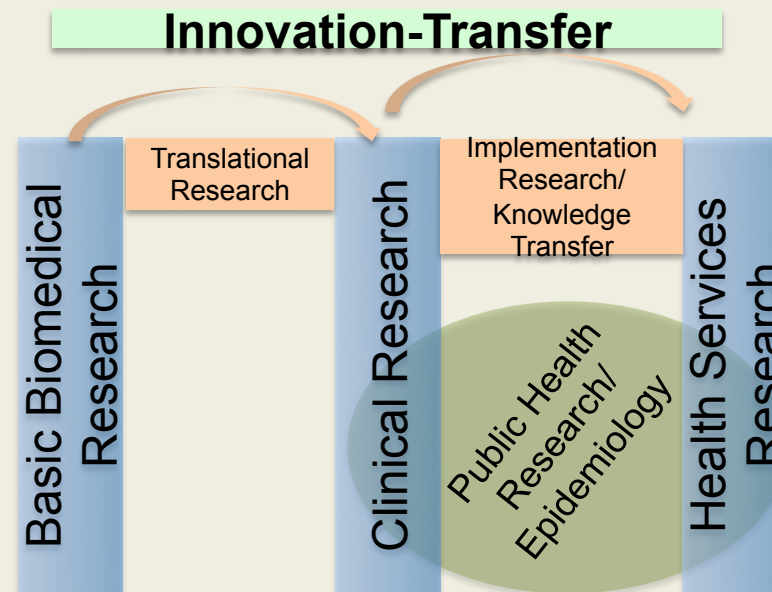 Innovation-Transfer
Translational
Research
Implementation
Research/
Knowledge
Transfer
Basic Biomedical
Research
Clinical Research
Public Health
Research/
Epidemiology
Health Services
Research